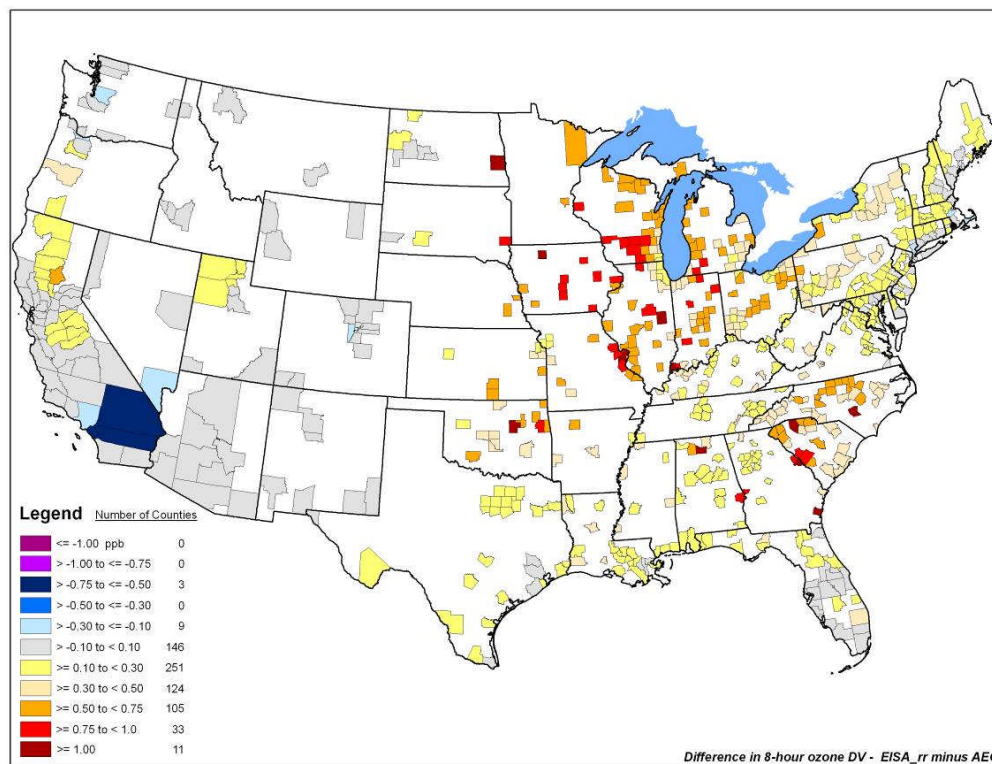 Legend Number of Counties
<= -1.00 ppb 0
> -1.00 to <= -0.75 0
> -0.75 to <= -0.50 3
> -0.50 to <= -0.30 0
> -0.30 to <= -0.10 9
> -0.10 to < 0.10 146
>= 0.10 to < 0.30 251
>= 0.30 to < 0.50 124
>= 0.50 to < 0.75 105
>= 0.75 to < 1.0 33
>= 1.00 11
Difference in 8-hour ozone DV - EISA_rr minus AEO